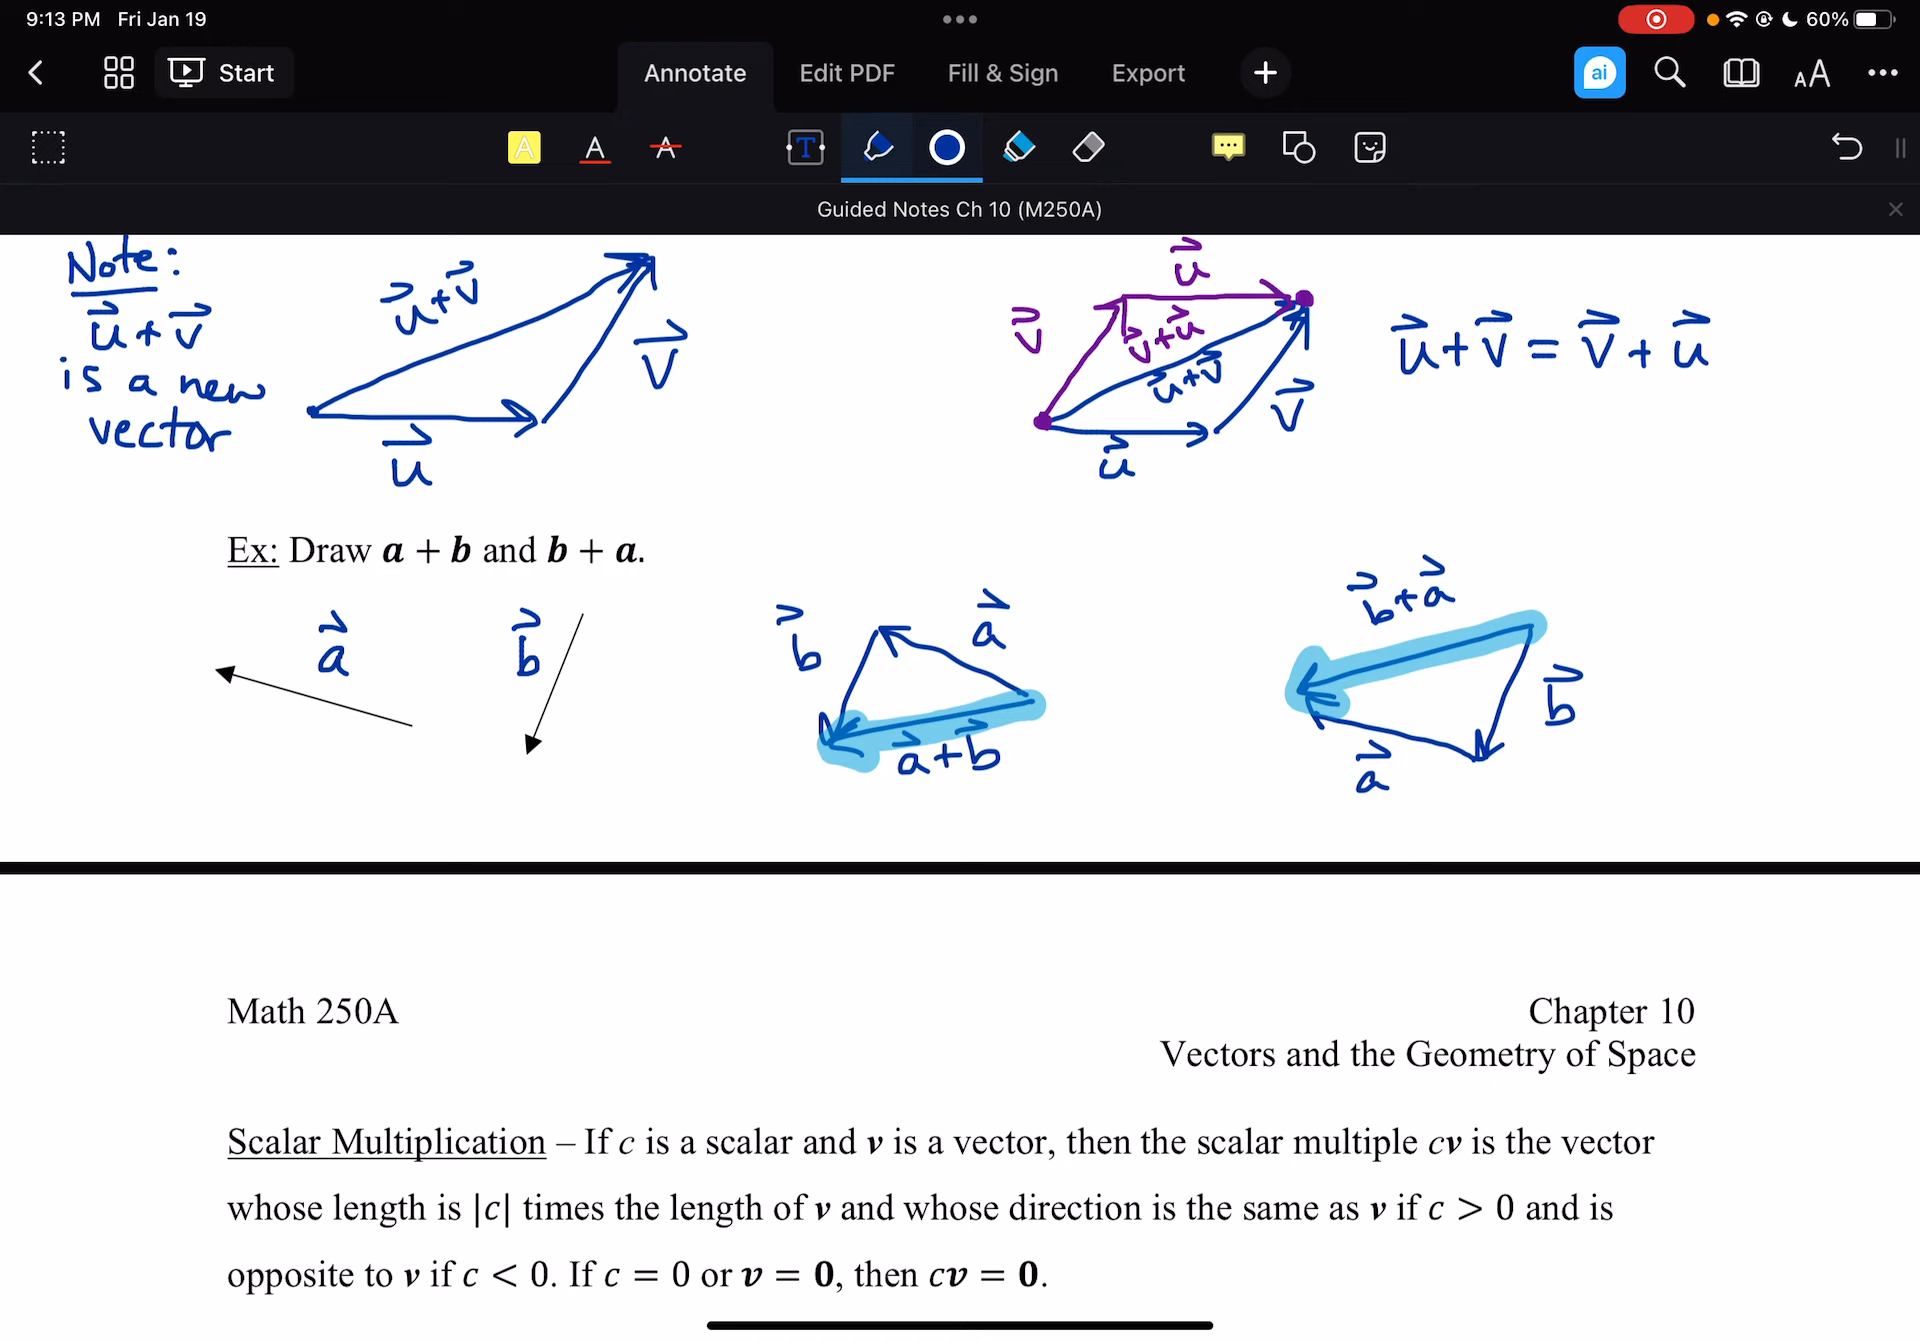 9:13 PM Fri Jan 19
60%
Start
Annotate
Edit PDF
Fill & Sign
Export
ai
AA
A A A T
Guided Notes Ch 10 (M250A)
Note:
u⃗ + v⃗
is a new
vector
u⃗ + v⃗
v⃗
u⃗
u⃗
v⃗
v⃗ + u⃗
u⃗ + v⃗
v⃗
u⃗
u⃗ + v⃗ = v⃗ + u⃗
Ex: Draw a + b and b + a.
a⃗
b⃗
b⃗
a⃗
a⃗ + b⃗
b⃗ + a⃗
b⃗
a⃗
Math 250A
Chapter 10
Vectors and the Geometry of Space
Scalar Multiplication – If c is a scalar and v is a vector, then the scalar multiple cv is the vector
whose length is |c| times the length of v and whose direction is the same as v if c > 0 and is
opposite to v if c < 0. If c = 0 or v = 0, then cv = 0.